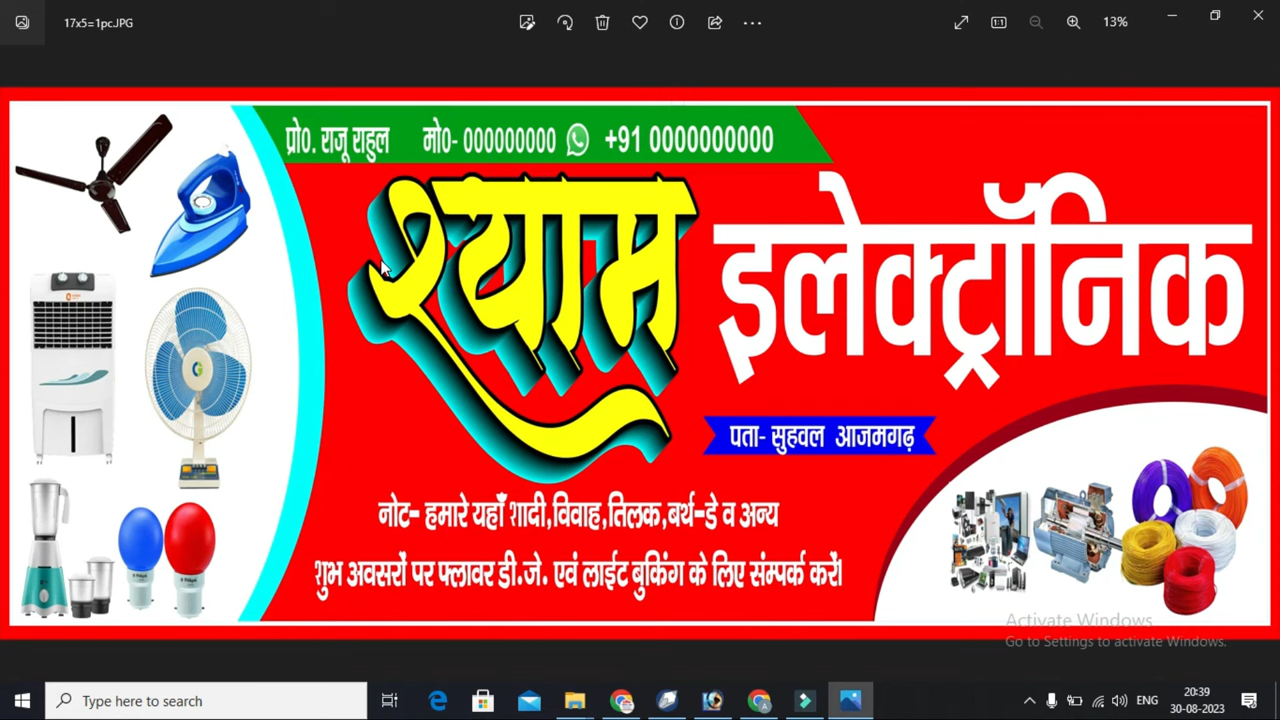 17x5=1pc.JPG
13%
प्रो0. राजू राहुल मो0- 000000000 +91 0000000000
श्याम इलेक्ट्रॉनिक
पता- सुहवल आजमगढ़
नोट- हमारे यहाँ शादी,विवाह,तिलक,बर्थ-डे व अन्य
शुभ अवसरों पर फ्लावर डी.जे. एवं लाईट बुकिंग के लिए संम्पर्क करें।
Activate Windows
Go to Settings to activate Windows.
Type here to search
ENG
20:39
30-08-2023